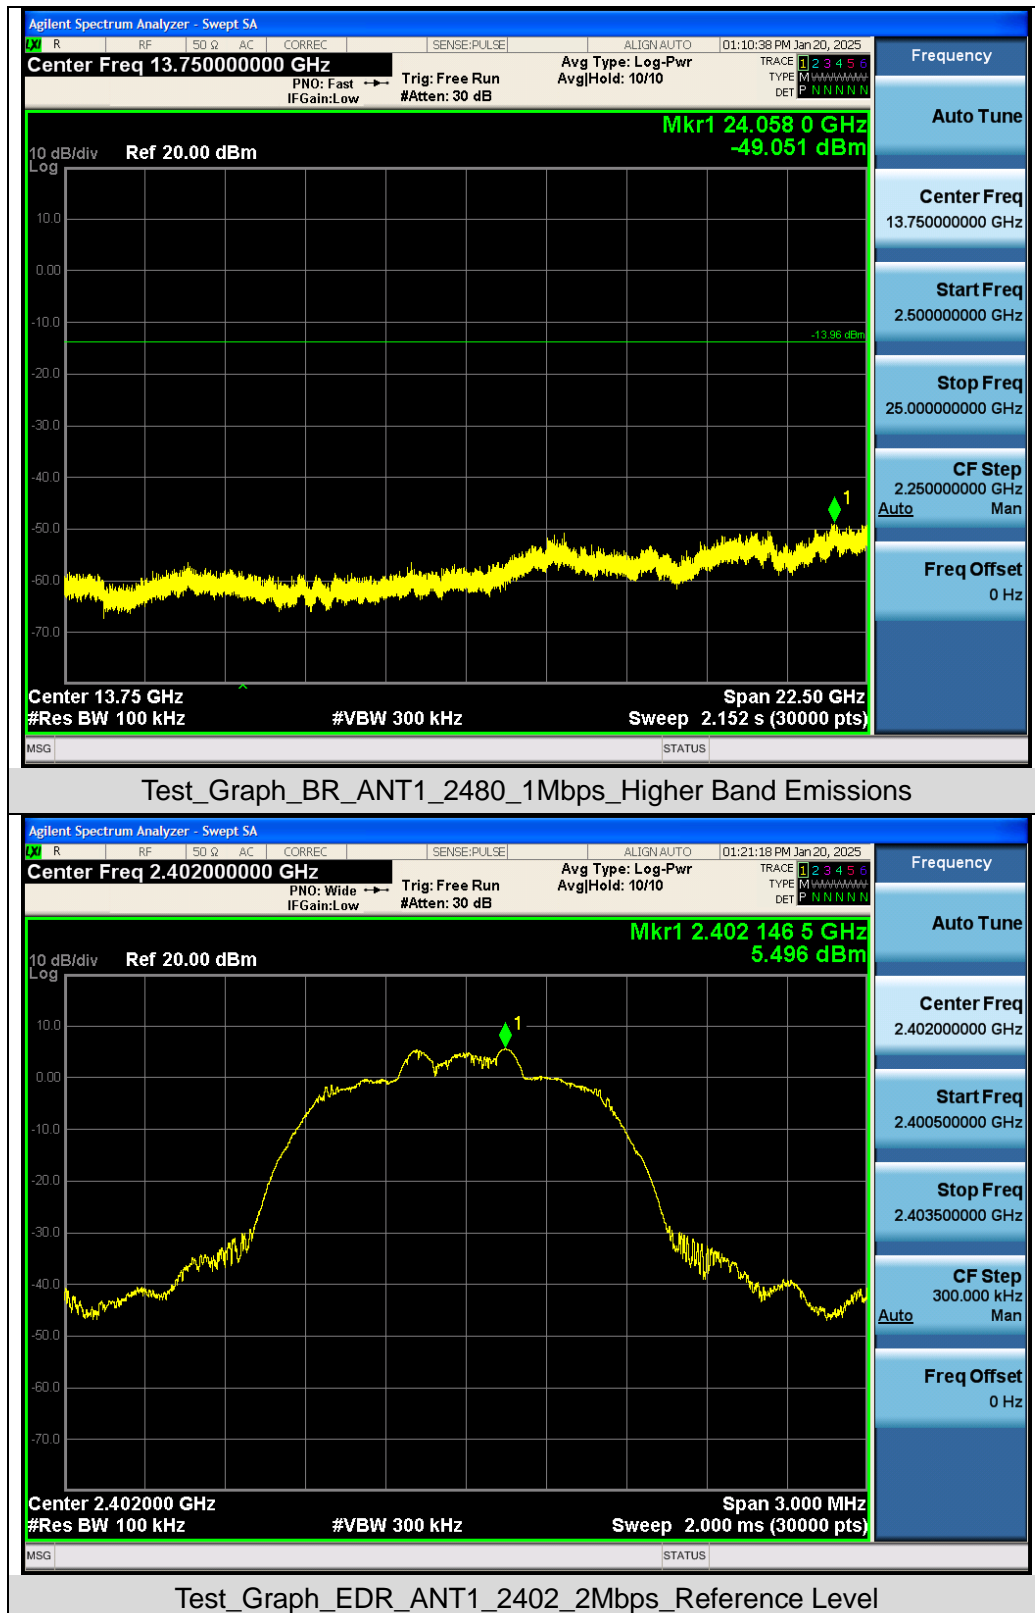 Agilent Spectrum Analyzer - Swept SA
LXI R RF 50 Ω AC CORREC SENSE:PULSE ALIGN AUTO 01:10:38 PM Jan 20, 2025
Center Freq 13.750000000 GHz
PNO: Fast
IFGain:Low
Trig: Free Run
#Atten: 30 dB
Avg Type: Log-Pwr
Avg|Hold: 10/10
TRACE 1 2 3 4 5 6
TYPE M
DET P N N N N N
Mkr1 24.058 0 GHz
-49.051 dBm
10 dB/div Ref 20.00 dBm
Log
10.0
0.00
-10.0
-13.96 dBm
-20.0
-30.0
-40.0
1
-50.0
-60.0
-70.0
Center 13.75 GHz Span 22.50 GHz
#Res BW 100 kHz #VBW 300 kHz Sweep 2.152 s (30000 pts)
MSG STATUS
Frequency
Auto Tune
Center Freq
13.750000000 GHz
Start Freq
2.500000000 GHz
Stop Freq
25.000000000 GHz
CF Step
2.250000000 GHz
Auto Man
Freq Offset
0 Hz
Test_Graph_BR_ANT1_2480_1Mbps_Higher Band Emissions
Agilent Spectrum Analyzer - Swept SA
LXI R RF 50 Ω AC CORREC SENSE:PULSE ALIGN AUTO 01:21:18 PM Jan 20, 2025
Center Freq 2.402000000 GHz
PNO: Wide
IFGain:Low
Trig: Free Run
#Atten: 30 dB
Avg Type: Log-Pwr
Avg|Hold: 10/10
TRACE 1 2 3 4 5 6
TYPE M
DET P N N N N N
Mkr1 2.402 146 5 GHz
5.496 dBm
10 dB/div Ref 20.00 dBm
Log
10.0
1
0.00
-10.0
-20.0
-30.0
-40.0
-50.0
-60.0
-70.0
Center 2.402000 GHz Span 3.000 MHz
#Res BW 100 kHz #VBW 300 kHz Sweep 2.000 ms (30000 pts)
MSG STATUS
Frequency
Auto Tune
Center Freq
2.402000000 GHz
Start Freq
2.400500000 GHz
Stop Freq
2.403500000 GHz
CF Step
300.000 kHz
Auto Man
Freq Offset
0 Hz
Test_Graph_EDR_ANT1_2402_2Mbps_Reference Level